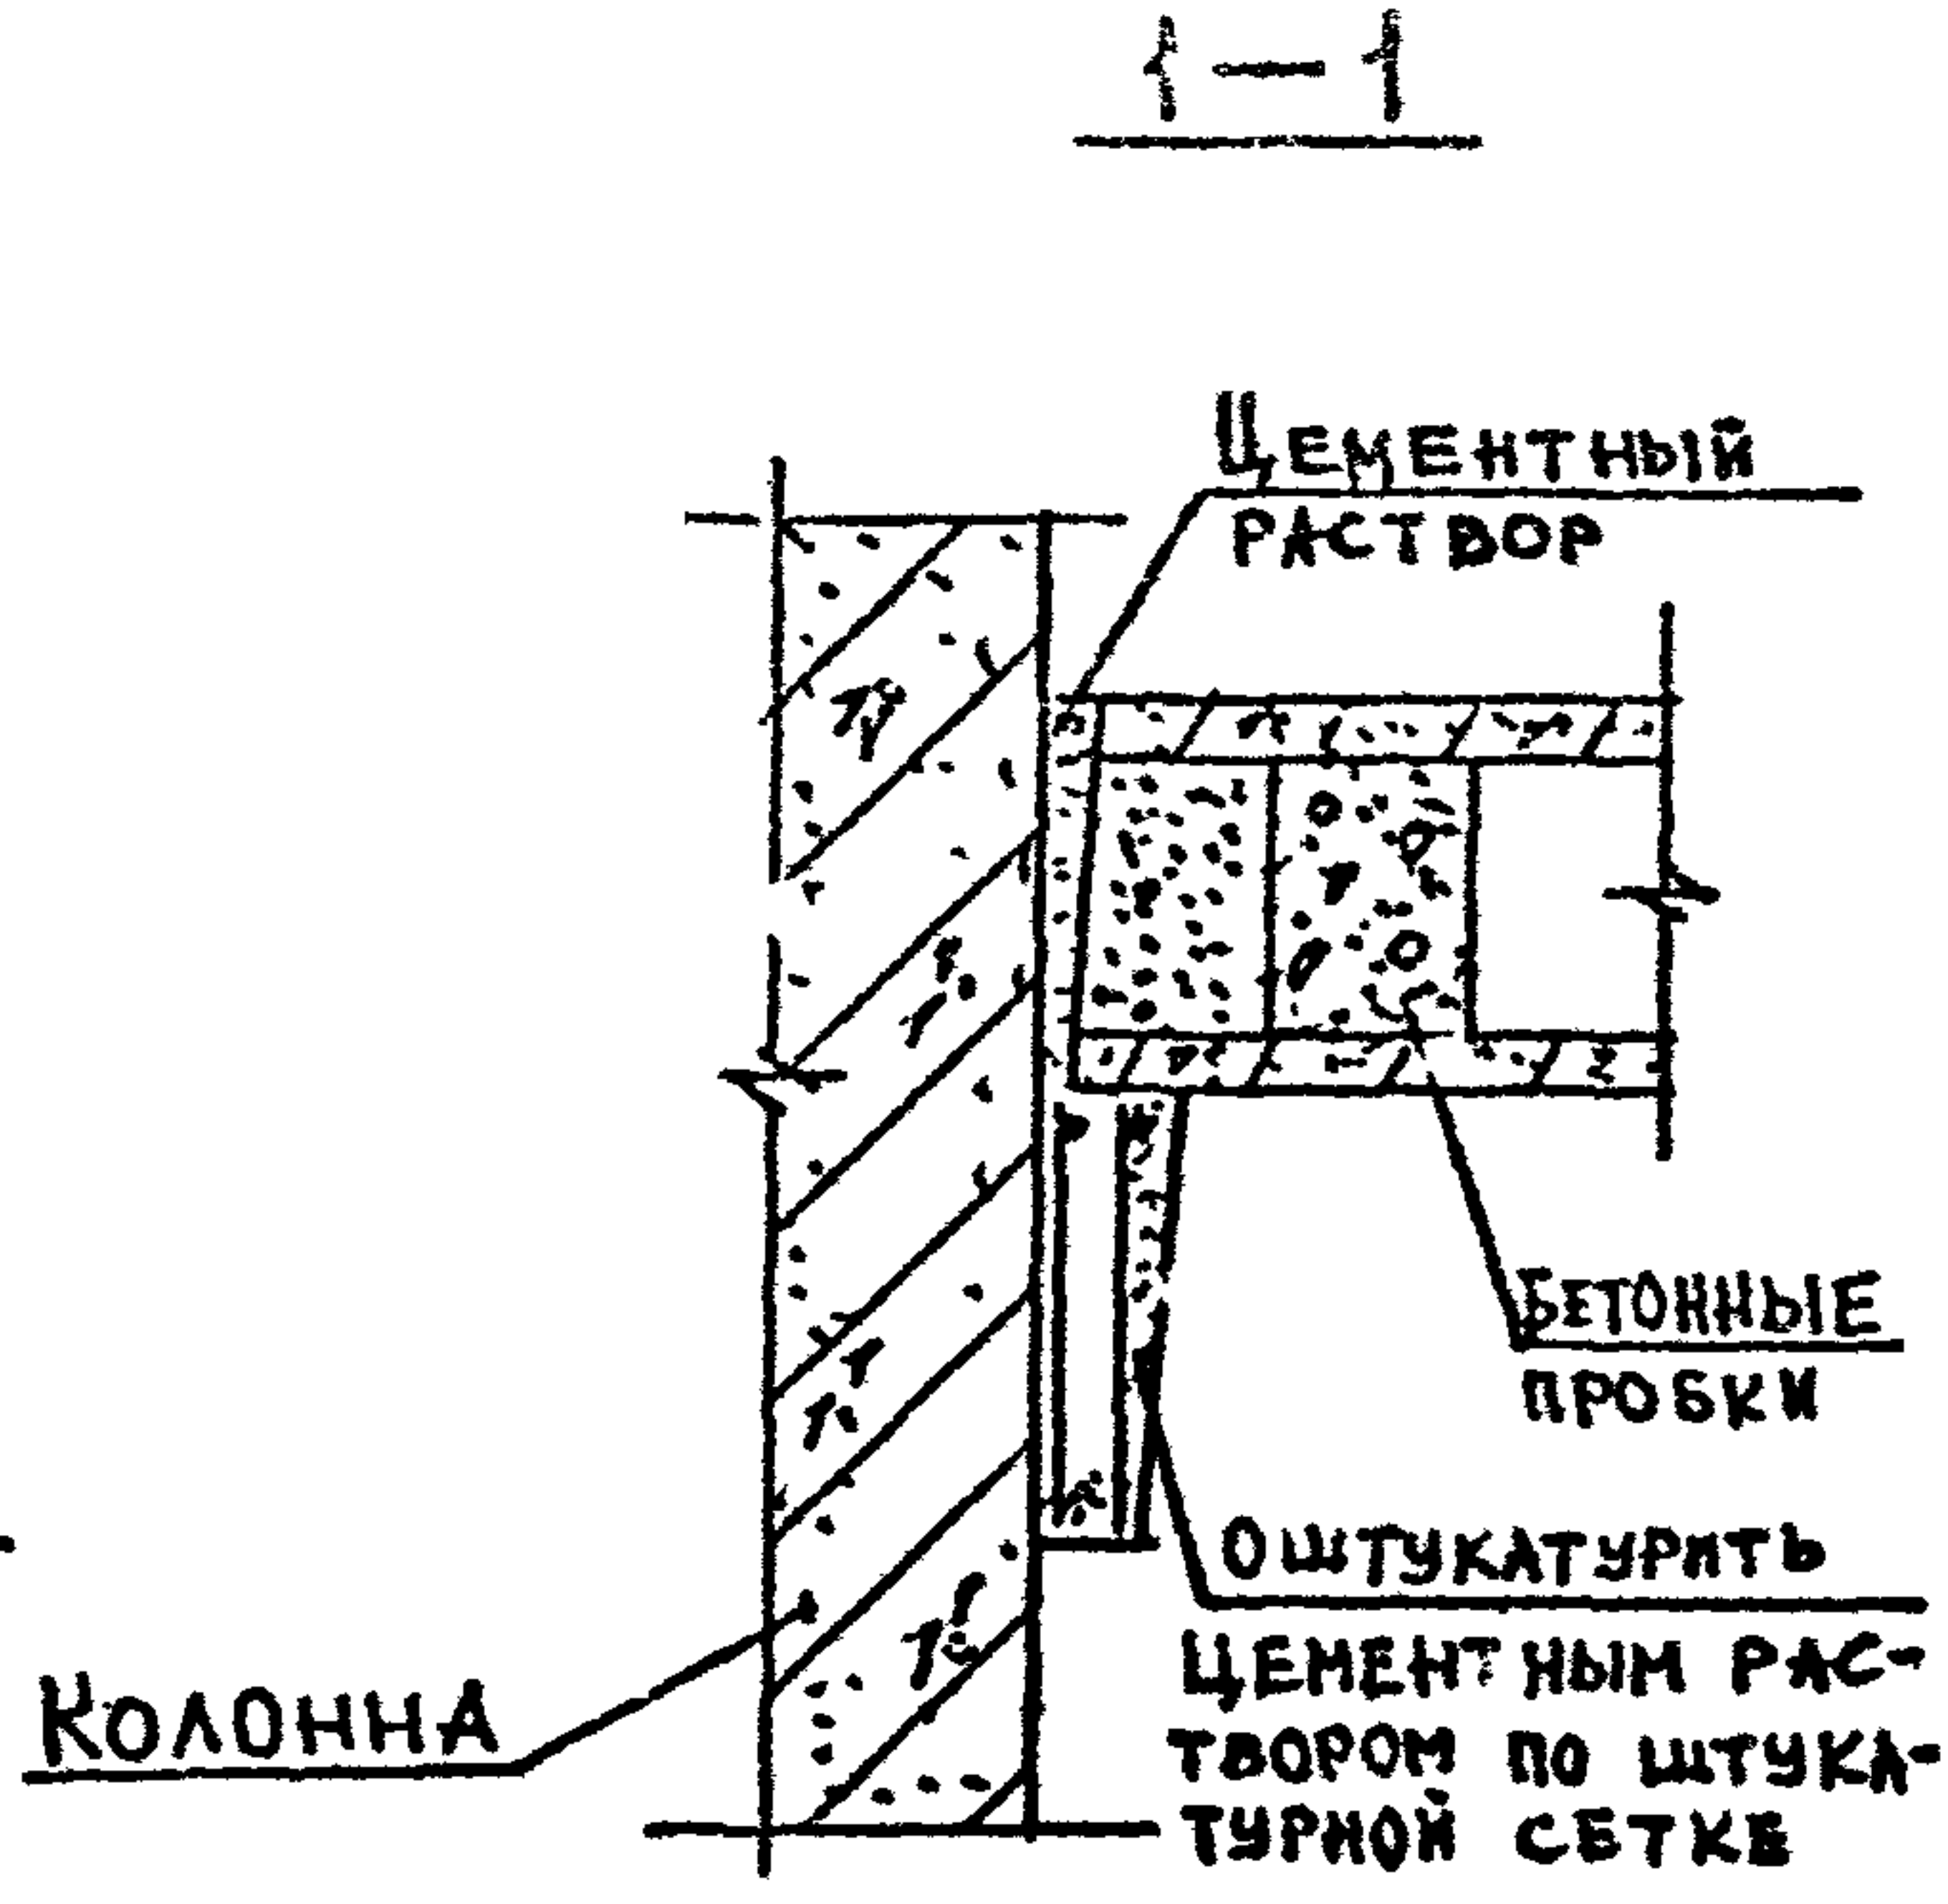 1 – 1
Цементный
раствор
Бетонные
пробки
Оштукатурить
цементным рас-
твором по штука-
турной сетке
Колонна